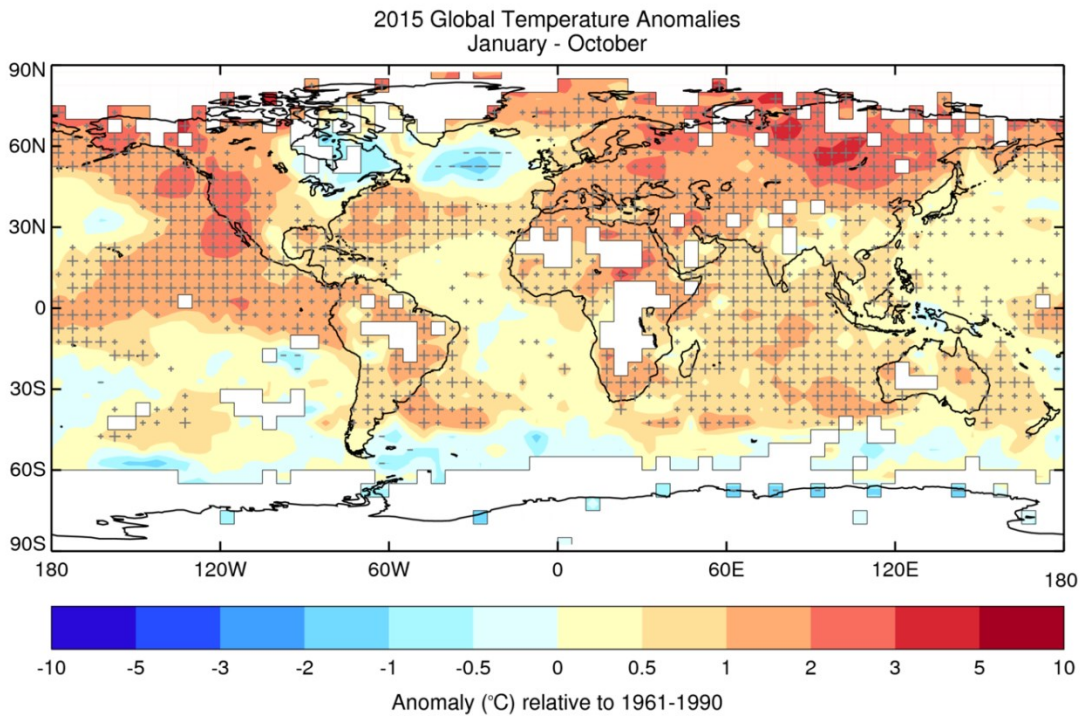 2015 Global Temperature Anomalies
January - October
90N
60N
30N
0
30S
60S
90S
180 120W 60W 0 60E 120E 180
-10 -5 -3 -2 -1 -0.5 0 0.5 1 2 3 5 10
Anomaly (°C) relative to 1961-1990